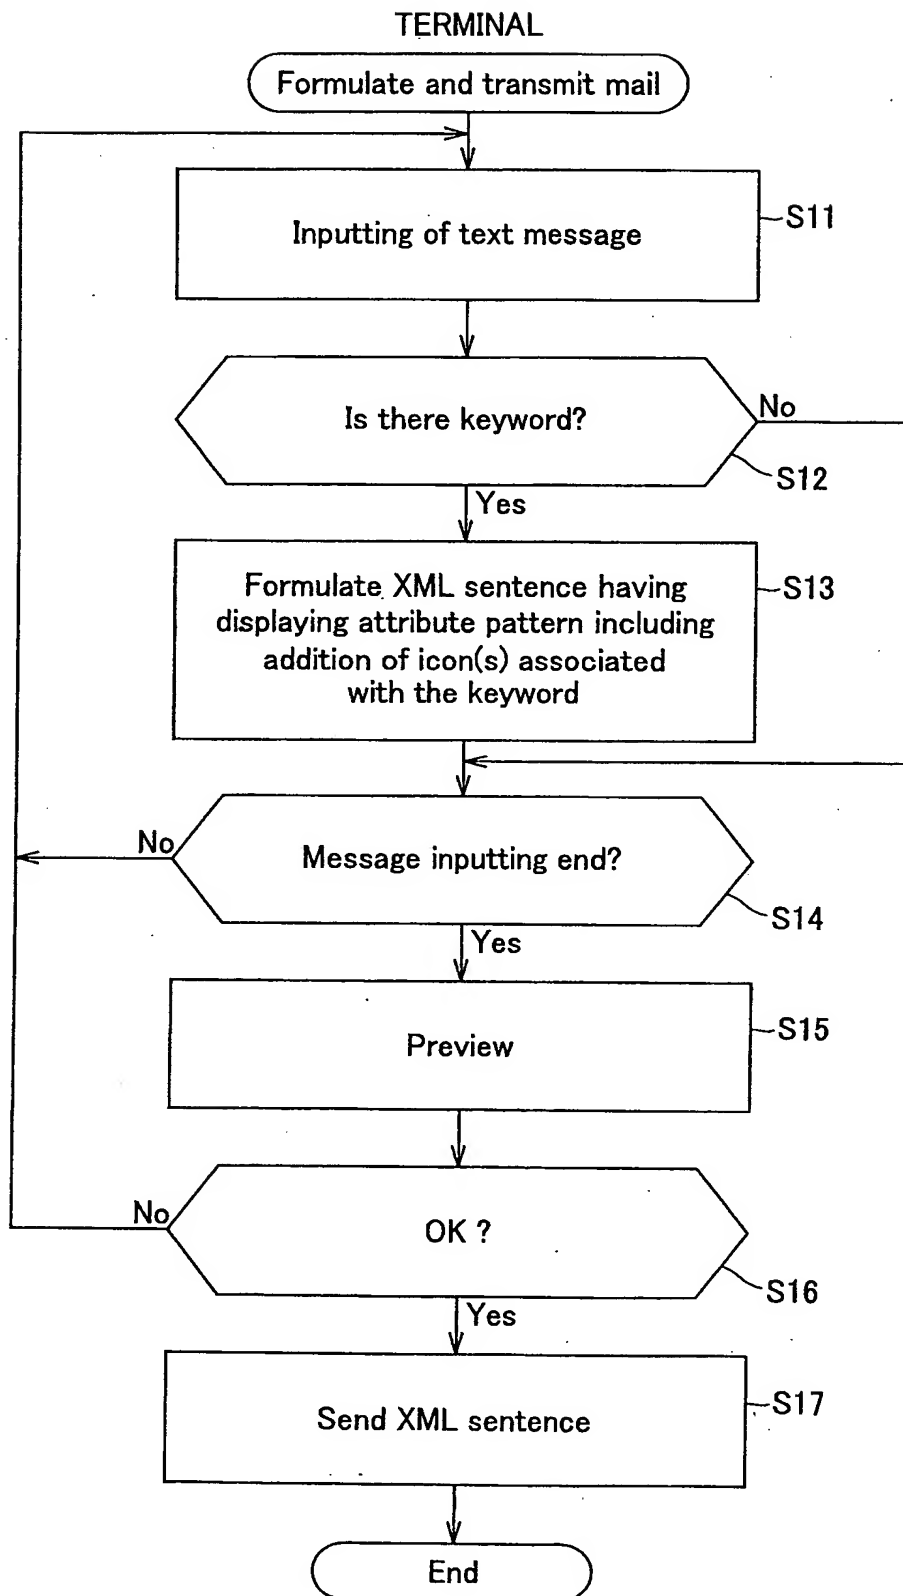 TERMINAL
Formulate and transmit mail
Inputting of text message
S11
Is there keyword?
No
S12
Yes
Formulate XML sentence having
displaying attribute pattern including
addition of icon(s) associated
with the keyword
S13
No
Message inputting end?
S14
Yes
Preview
S15
No
OK ?
S16
Yes
Send XML sentence
S17
End